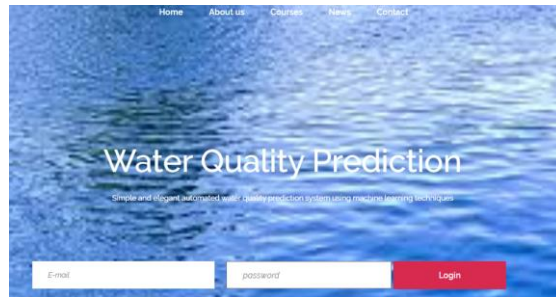 Home About us Courses News Contact
Water Quality Prediction
Simple and elegant automated water quality prediction system using machine learning techniques
E-mail password Login